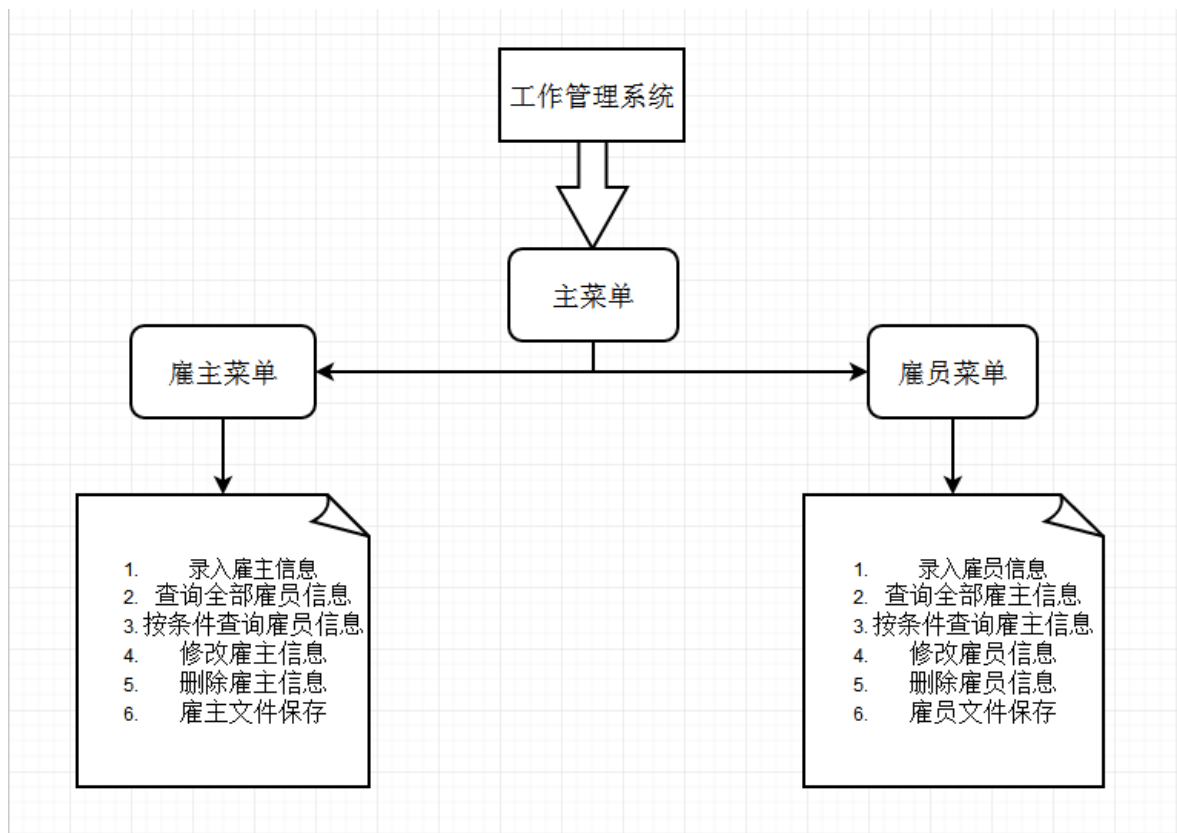 工作管理系统
主菜单
雇主菜单
雇员菜单
1. 录入雇主信息
2. 查询全部雇员信息
3. 按条件查询雇员信息
4. 修改雇主信息
5. 删除雇主信息
6. 雇主文件保存
1. 录入雇员信息
2. 查询全部雇主信息
3. 按条件查询雇主信息
4. 修改雇员信息
5. 删除雇员信息
6. 雇员文件保存